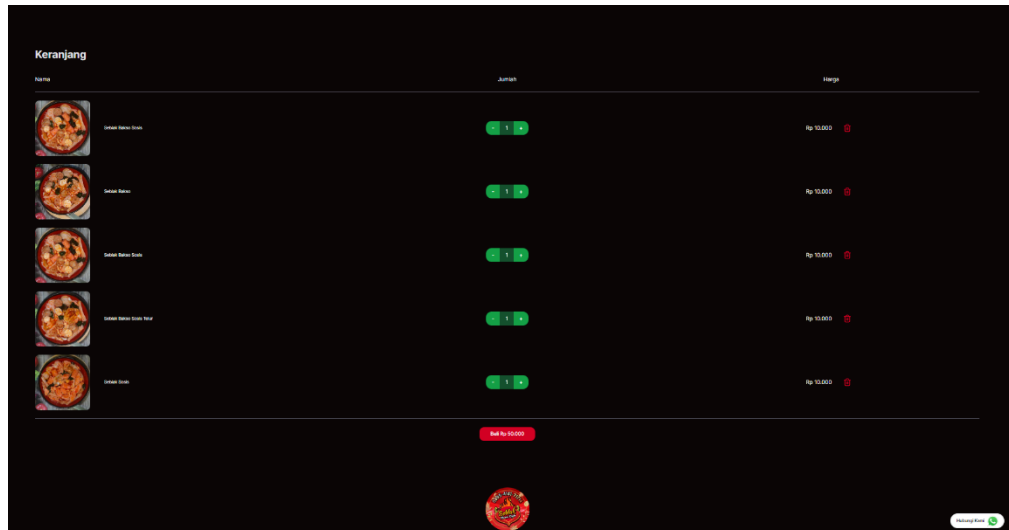 Keranjang
Nama Jumlah Harga
Seblak Bakso Sosis - 1 + Rp 10.000
Seblak Bakso - 1 + Rp 10.000
Seblak Bakso Sosis - 1 + Rp 10.000
Seblak Bakso Sosis Telur - 1 + Rp 10.000
Seblak Sosis - 1 + Rp 10.000
Beli Rp 50.000
Hubungi Kami